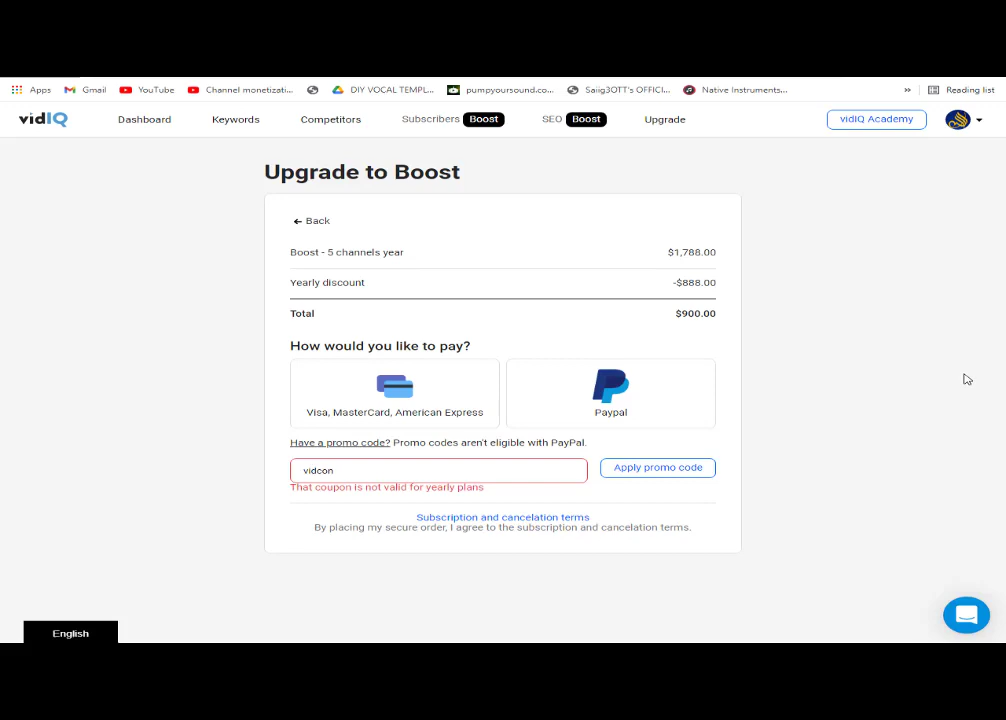 Apps Gmail YouTube Channel monetizati... DIY VOCAL TEMPL... pumpyoursound.co... Saiig3OTT's OFFICI... Native Instruments... » Reading list
vidIQ Dashboard Keywords Competitors Subscribers Boost SEO Boost Upgrade vidIQ Academy
Upgrade to Boost
Back
Boost - 5 channels year $1,788.00
Yearly discount -$888.00
Total $900.00
How would you like to pay?
Visa, MasterCard, American Express Paypal
Have a promo code? Promo codes aren't eligible with PayPal.
vidcon Apply promo code
That coupon is not valid for yearly plans
Subscription and cancelation terms
By placing my secure order, I agree to the subscription and cancelation terms.
English